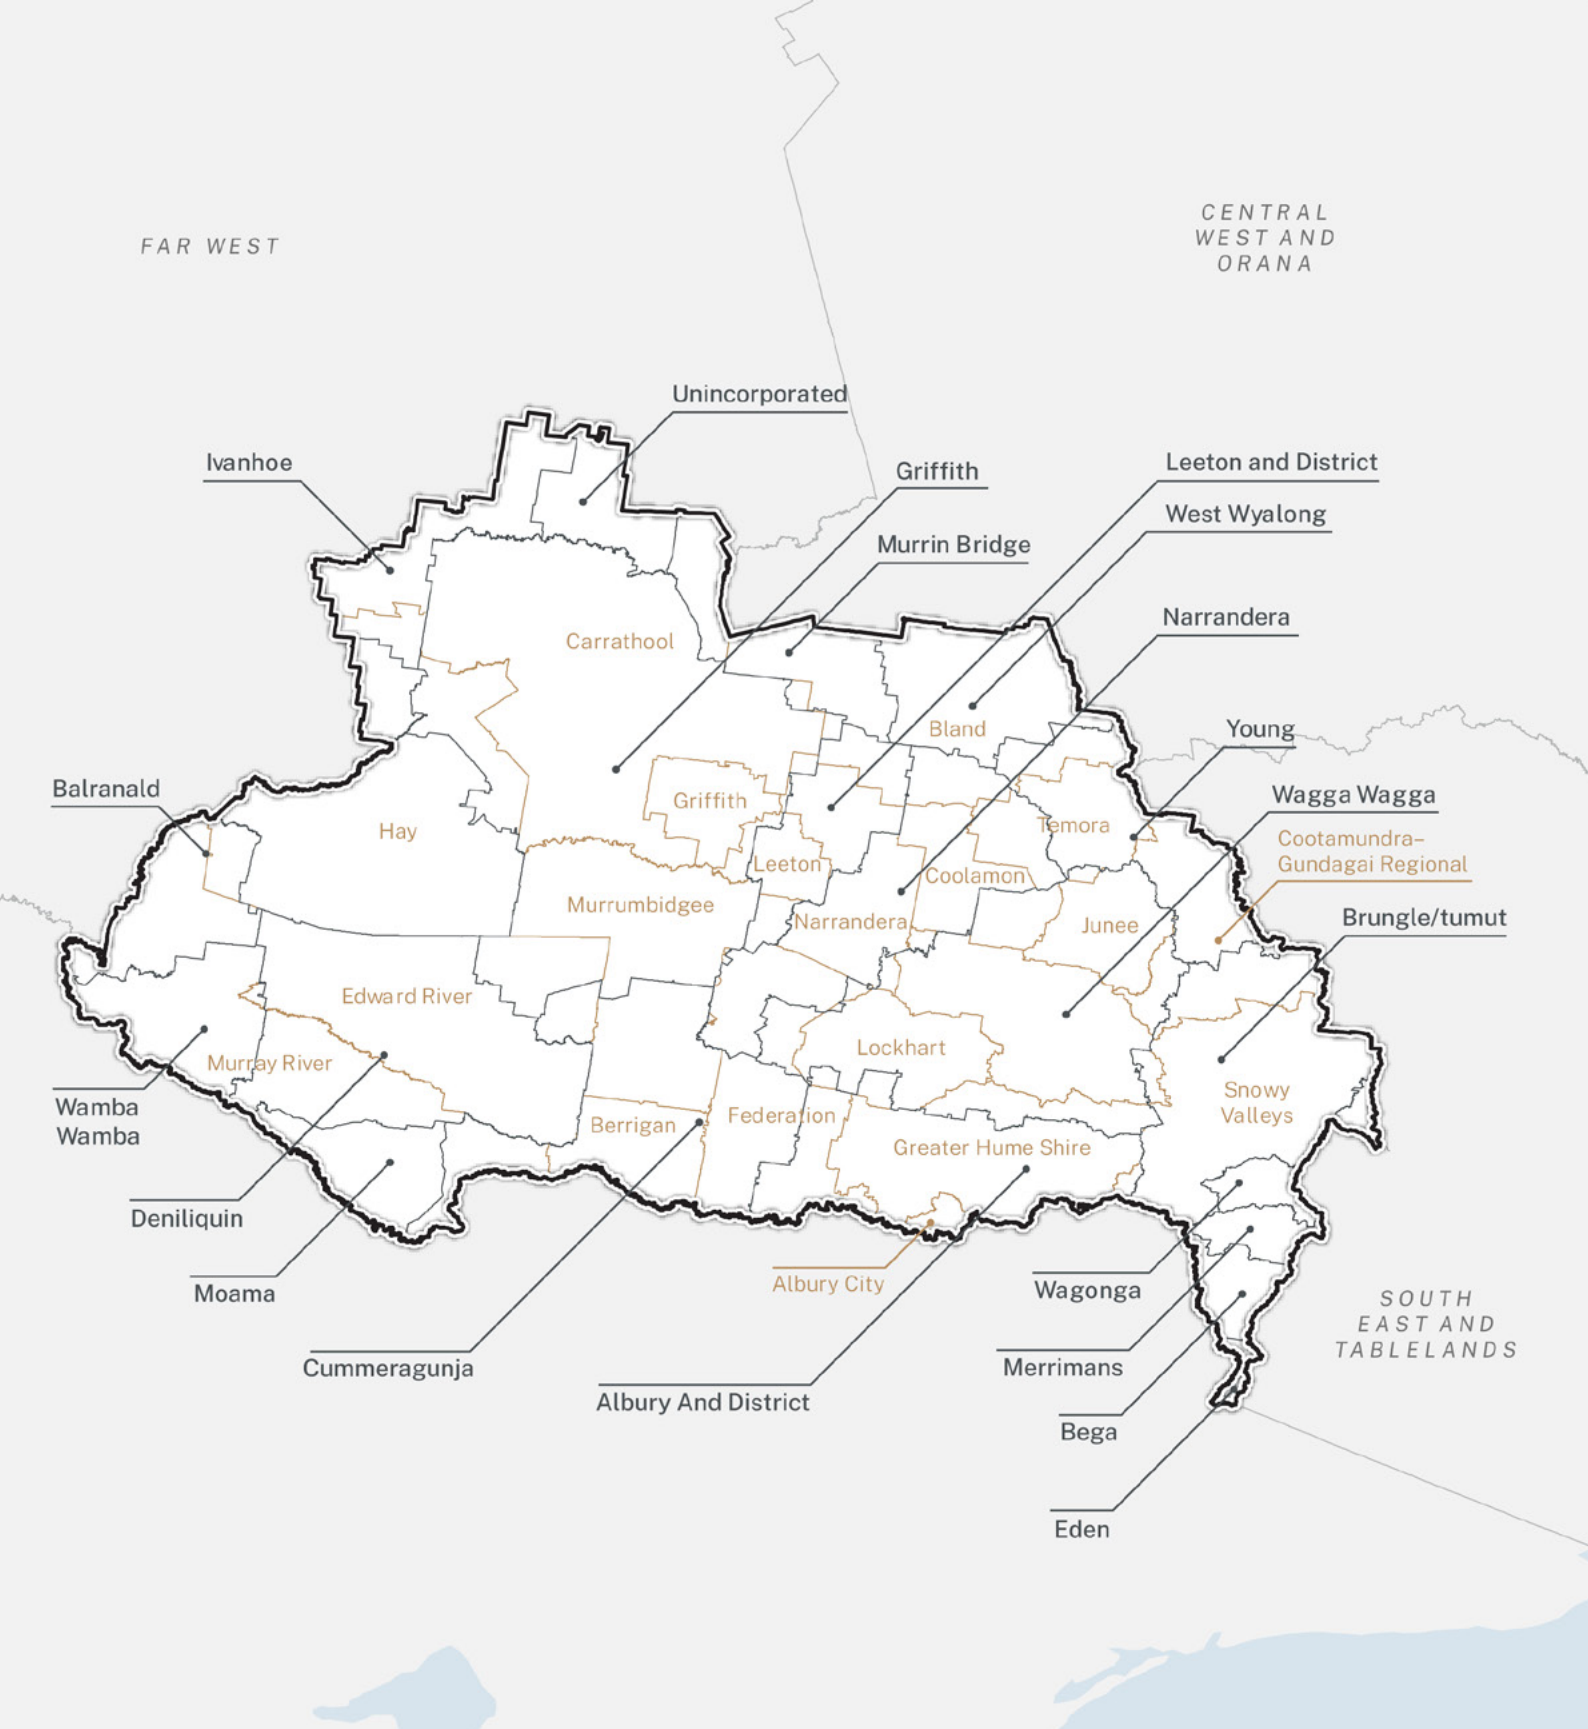 CENTRAL
WEST AND
ORANA
FAR WEST
Unincorporated
Ivanhoe
Griffith
Leeton and District
West Wyalong
Murrin Bridge
Narrandera
Carrathool
Bland
Young
Balranald
Wagga Wagga
Griffith
Hay
Temora
Cootamundra–
Gundagai Regional
Leeton
Coolamon
Murrumbidgee
Narrandera
Junee
Brungle/tumut
Edward River
Lockhart
Murray River
Snowy
Valleys
Wamba
Wamba
Berrigan
Federation
Greater Hume Shire
Deniliquin
Moama
Albury City
Wagonga
SOUTH
EAST AND
TABLELANDS
Cummeragunja
Merrimans
Albury And District
Bega
Eden